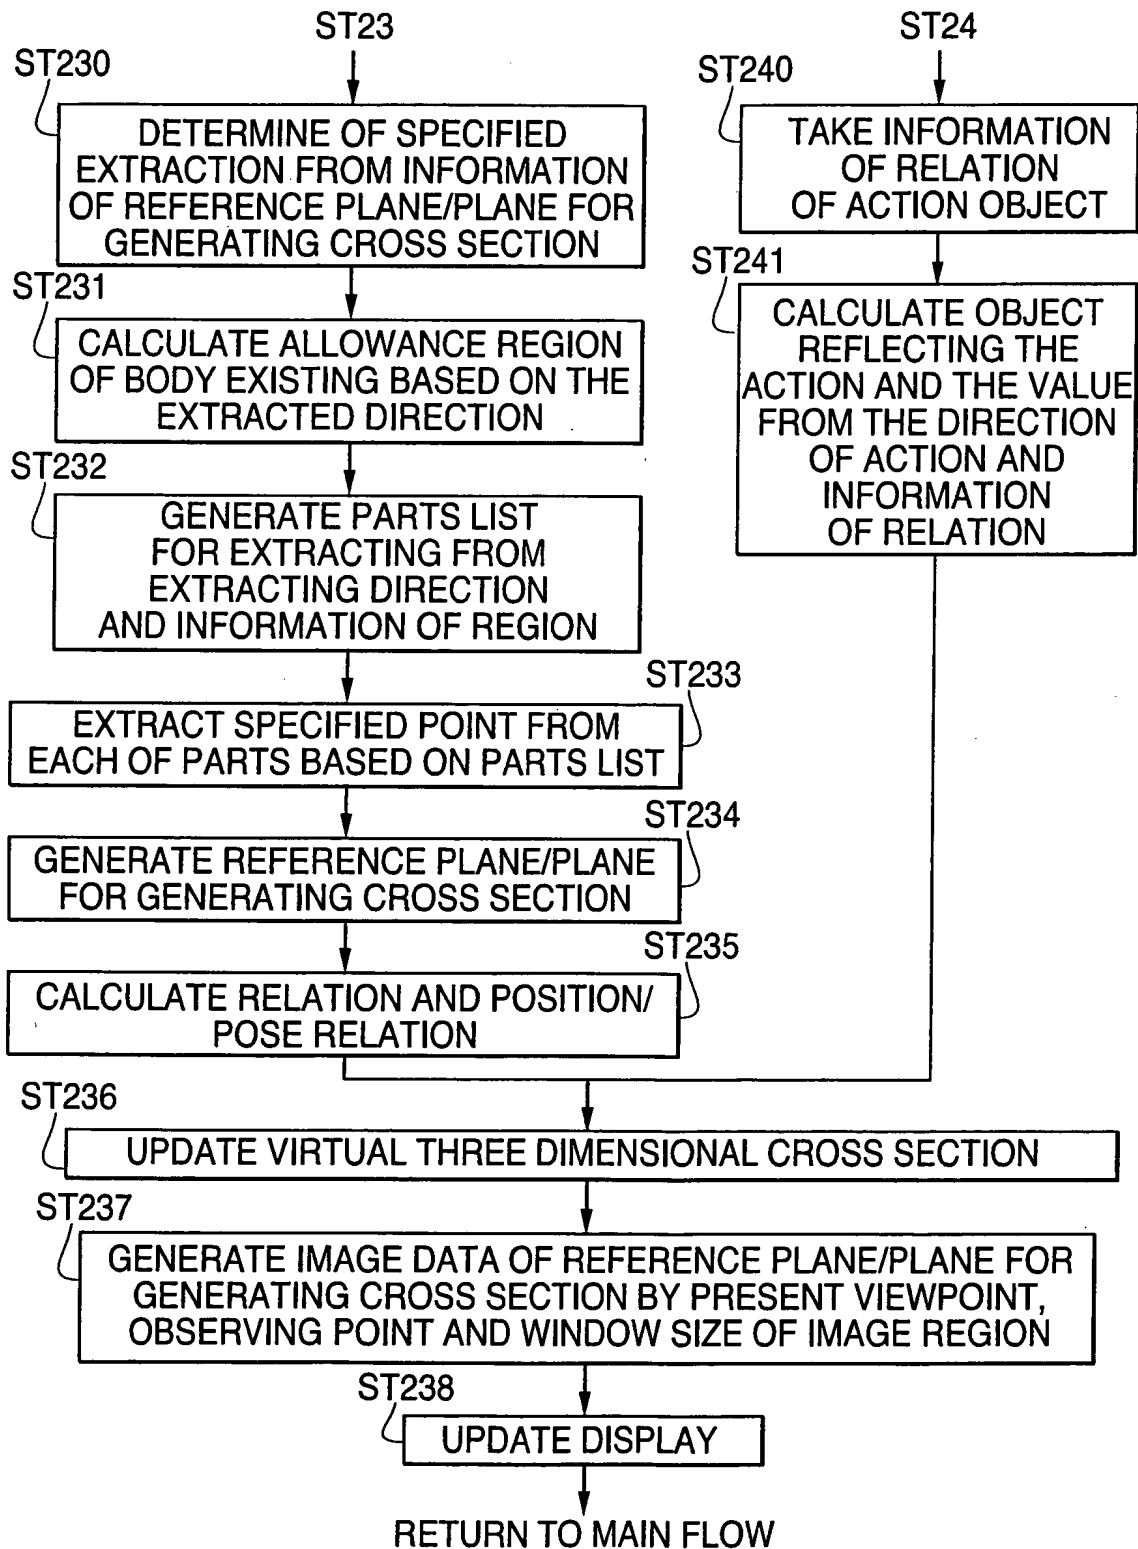 ST23
ST230
DETERMINE OF SPECIFIED
EXTRACTION FROM INFORMATION
OF REFERENCE PLANE/PLANE FOR
GENERATING CROSS SECTION
ST231
CALCULATE ALLOWANCE REGION
OF BODY EXISTING BASED ON THE
EXTRACTED DIRECTION
ST232
GENERATE PARTS LIST
FOR EXTRACTING FROM
EXTRACTING DIRECTION
AND INFORMATION OF REGION
ST233
EXTRACT SPECIFIED POINT FROM
EACH OF PARTS BASED ON PARTS LIST
ST234
GENERATE REFERENCE PLANE/PLANE
FOR GENERATING CROSS SECTION
ST235
CALCULATE RELATION AND POSITION/
POSE RELATION
ST24
ST240
TAKE INFORMATION
OF RELATION
OF ACTION OBJECT
ST241
CALCULATE OBJECT
REFLECTING THE
ACTION AND THE VALUE
FROM THE DIRECTION
OF ACTION AND
INFORMATION
OF RELATION
ST236
UPDATE VIRTUAL THREE DIMENSIONAL CROSS SECTION
ST237
GENERATE IMAGE DATA OF REFERENCE PLANE/PLANE FOR
GENERATING CROSS SECTION BY PRESENT VIEWPOINT,
OBSERVING POINT AND WINDOW SIZE OF IMAGE REGION
ST238
UPDATE DISPLAY
RETURN TO MAIN FLOW